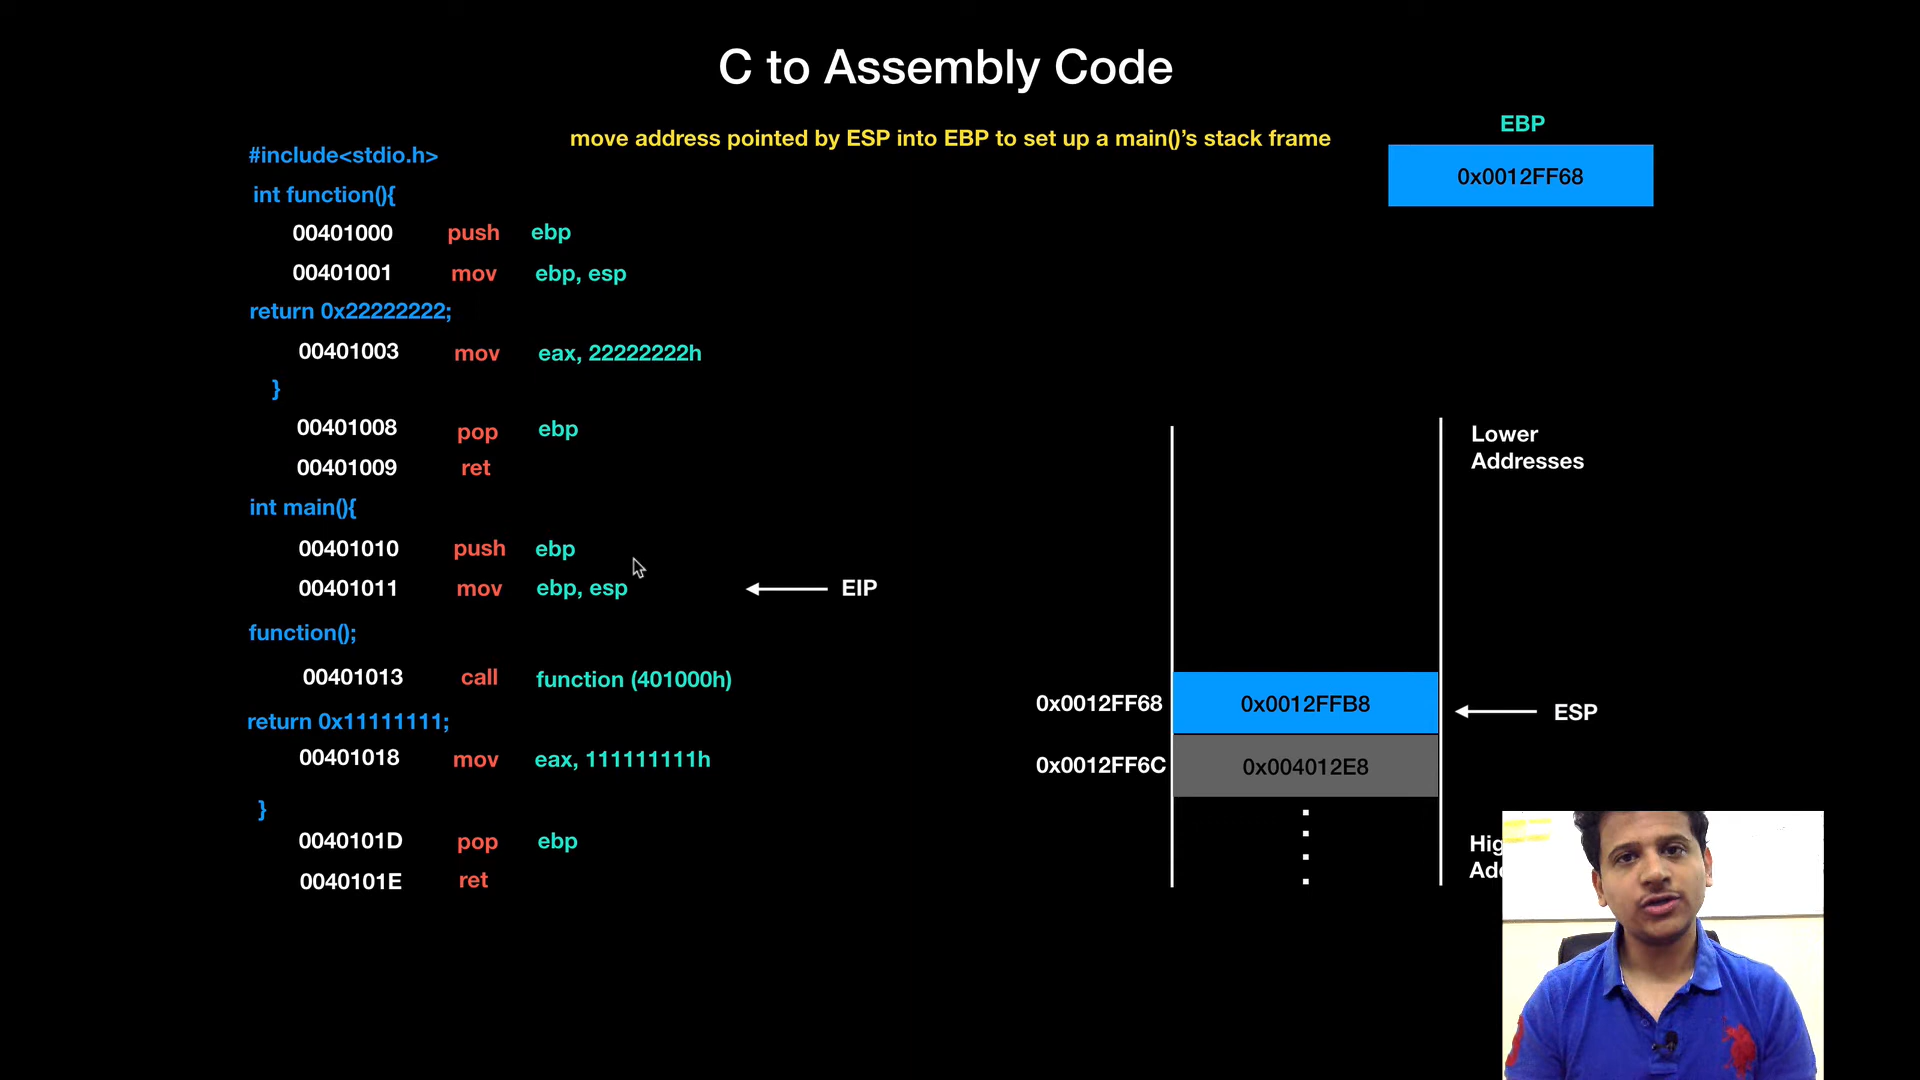 C to Assembly Code
move address pointed by ESP into EBP to set up a main()’s stack frame
EBP
0x0012FF68
#include<stdio.h>
int function(){
00401000 push ebp
00401001 mov ebp, esp
return 0x22222222;
00401003 mov eax, 22222222h
}
00401008 pop ebp
00401009 ret
int main(){
00401010 push ebp
00401011 mov ebp, esp
EIP
function();
00401013 call function (401000h)
return 0x11111111;
00401018 mov eax, 111111111h
}
0040101D pop ebp
0040101E ret
Lower
Addresses
0x0012FF68 0x0012FFB8 ESP
0x0012FF6C 0x004012E8